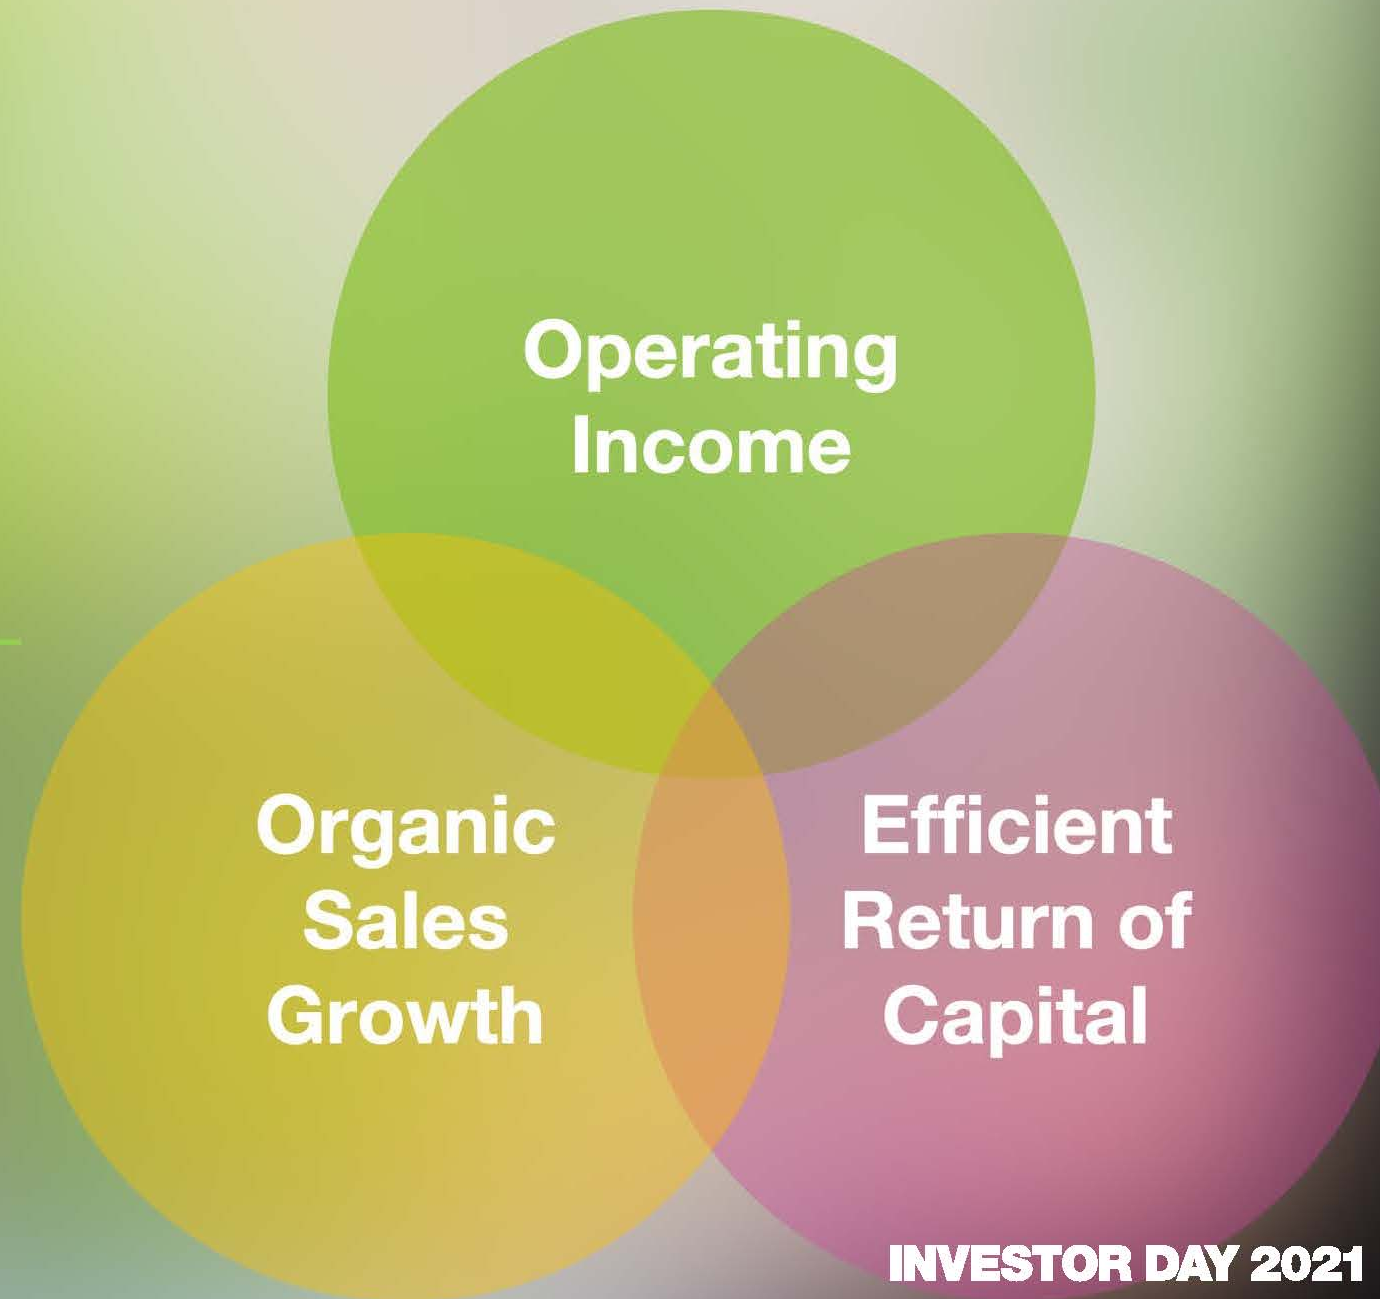 Operating
Income
Organic
Sales
Growth
Efficient
Return of
Capital
INVESTOR DAY 2021